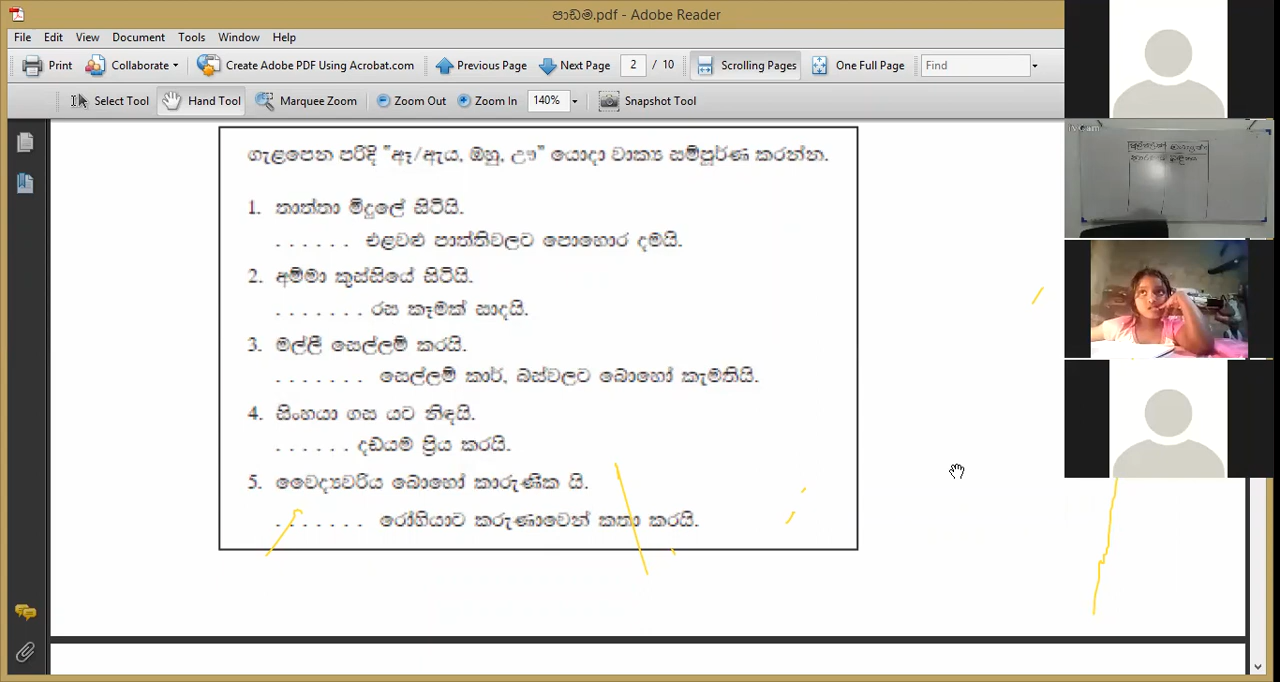 පාඩම.pdf - Adobe Reader
File Edit View Document Tools Window Help
Print Collaborate Create Adobe PDF Using Acrobat.com Previous Page Next Page 2 / 10 Scrolling Pages One Full Page Find
Select Tool Hand Tool Marquee Zoom Zoom Out Zoom In 140% Snapshot Tool
iVCam
ගැළපෙන පරිදි "ඈ/ඇය, ඔහු, ඌ" යොදා වාක්‍ය සම්පූර්ණ කරන්න.
1. තාත්තා මිදුලේ සිටියි.
. . . . . . එළවළු පාත්තිවලට පොහොර දමයි.
2. අම්මා කුස්සියේ සිටියි.
. . . . . . . රස කෑමක් සාදයි.
3. මල්ලී සෙල්ලම් කරයි.
. . . . . . . සෙල්ලම් කාර්, බස්වලට බොහෝ කැමතියි.
4. සිංහයා ගස යට නිඳයි.
. . . . . . දඩයම ප්‍රිය කරයි.
5. වෛද්‍යවරිය බොහෝ කාරුණික යි.
. . . . . . . රෝගියාට කරුණාවෙන් කතා කරයි.